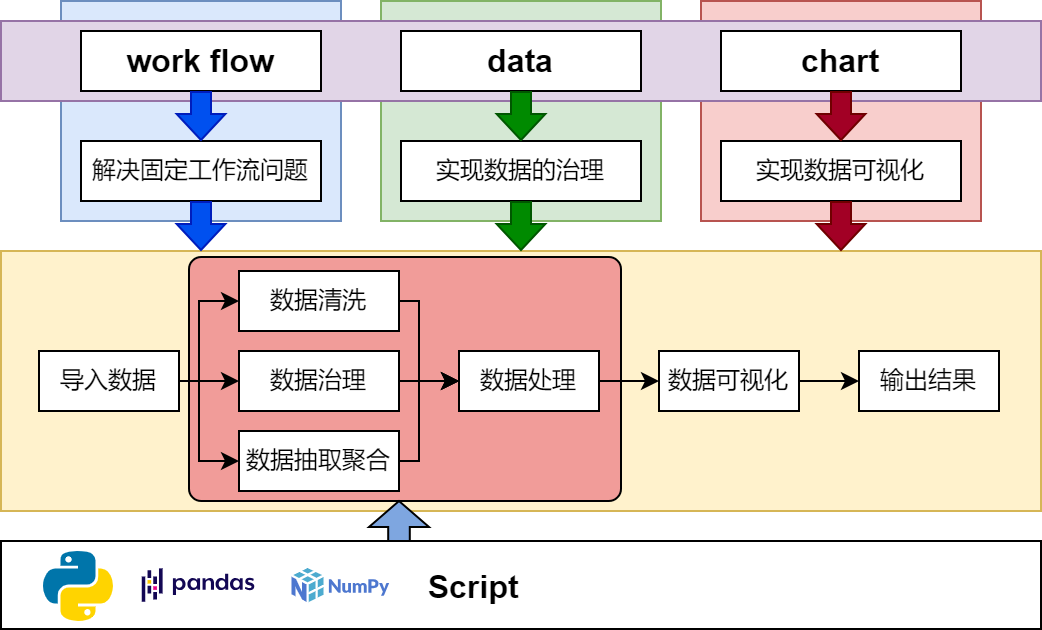 work flow
data
chart
解决固定工作流问题
实现数据的治理
实现数据可视化
数据清洗
导入数据
数据治理
数据处理
数据可视化
输出结果
数据抽取聚合
pandas
NumPy
Script